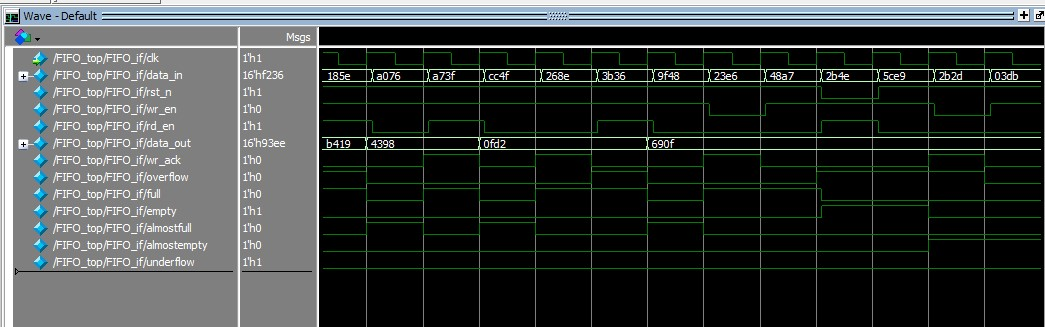 Wave - Default
Msgs
/FIFO_top/FIFO_if/clk 1'h1
/FIFO_top/FIFO_if/data_in 16'hf236 185e a076 a73f cc4f 268e 3b36 9f48 23e6 48a7 2b4e 5ce9 2b2d 03db
/FIFO_top/FIFO_if/rst_n 1'h1
/FIFO_top/FIFO_if/wr_en 1'h0
/FIFO_top/FIFO_if/rd_en 1'h1
/FIFO_top/FIFO_if/data_out 16'h93ee b419 4398 0fd2 690f
/FIFO_top/FIFO_if/wr_ack 1'h0
/FIFO_top/FIFO_if/overflow 1'h0
/FIFO_top/FIFO_if/full 1'h0
/FIFO_top/FIFO_if/empty 1'h1
/FIFO_top/FIFO_if/almostfull 1'h0
/FIFO_top/FIFO_if/almostempty 1'h0
/FIFO_top/FIFO_if/underflow 1'h1